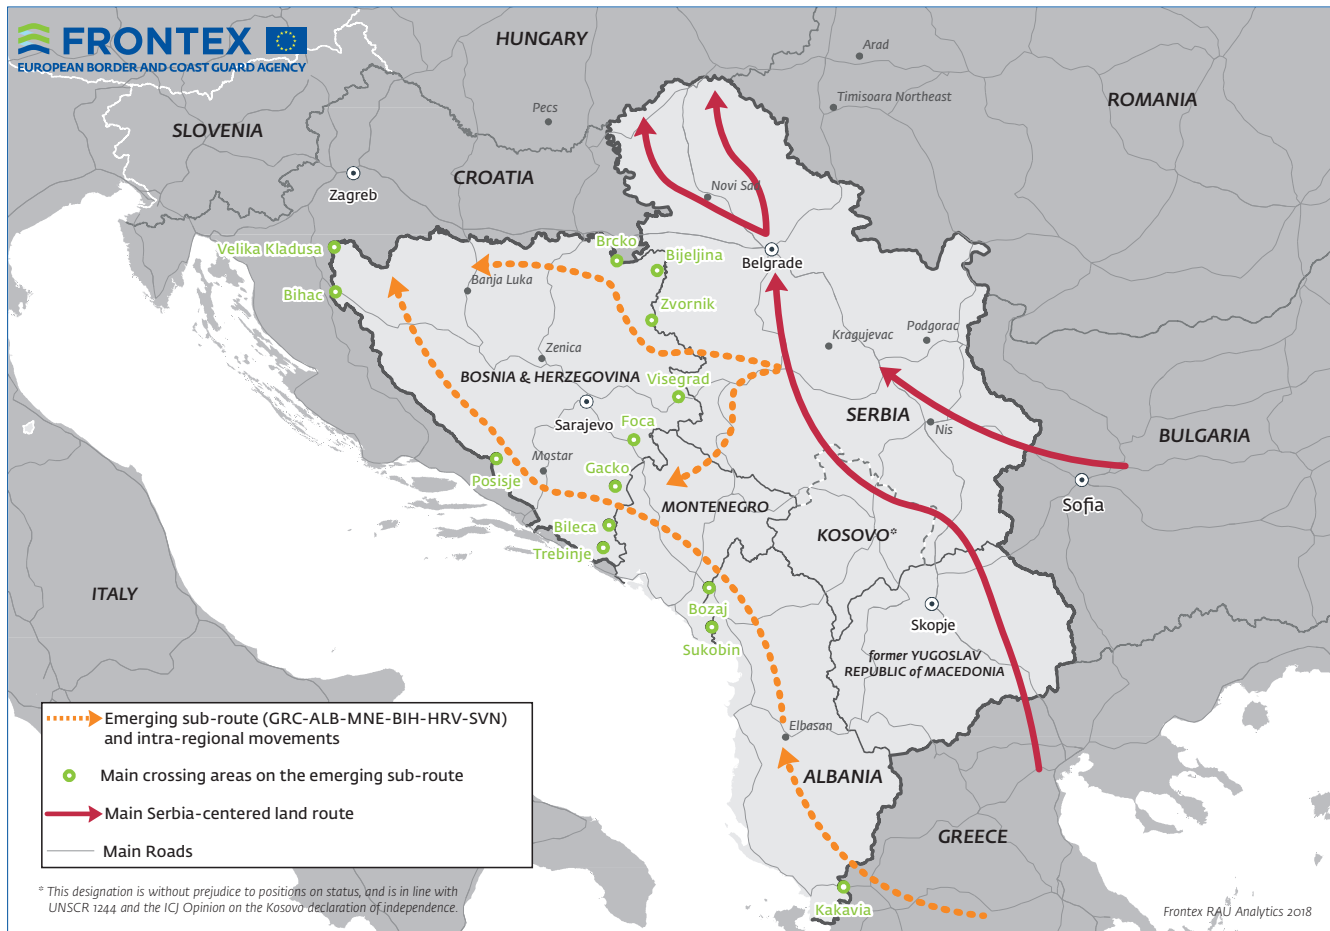 FRONTEX
EUROPEAN BORDER AND COAST GUARD AGENCY
HUNGARY
Arad
Timisoara Northeast
ROMANIA
Pecs
SLOVENIA
CROATIA
Zagreb
Novi Sad
Velika Kladusa
Brcko
Bijeljina
Belgrade
Banja Luka
Bihac
Zvornik
Kragujevac
Podgorac
Zenica
BOSNIA & HERZEGOVINA
Visegrad
SERBIA
Sarajevo
Foca
Nis
BULGARIA
Mostar
Gacko
Posisje
MONTENEGRO
Sofia
Bileca
KOSOVO*
Trebinje
ITALY
Bozaj
Skopje
Sukobin
former YUGOSLAV
REPUBLIC of MACEDONIA
Elbasan
ALBANIA
GREECE
Kakavia
Emerging sub-route (GRC-ALB-MNE-BIH-HRV-SVN)
and intra-regional movements
Main crossing areas on the emerging sub-route
Main Serbia-centered land route
Main Roads
* This designation is without prejudice to positions on status, and is in line with
UNSCR 1244 and the ICJ Opinion on the Kosovo declaration of independence.
Frontex RAU Analytics 2018